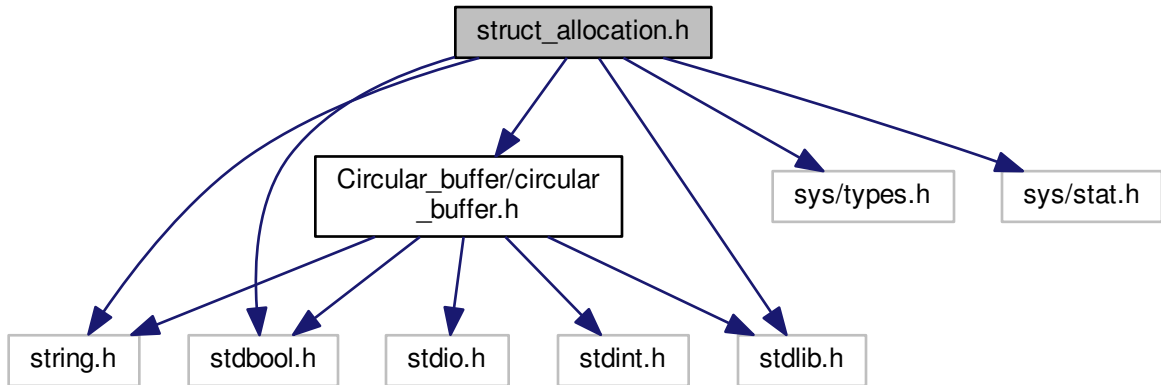 struct_allocation.h
Circular_buffer/circular
_buffer.h
sys/types.h
sys/stat.h
string.h
stdbool.h
stdio.h
stdint.h
stdlib.h